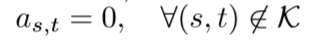 a_{s,t} = 0, ∀(s, t) ∉ 𝒦